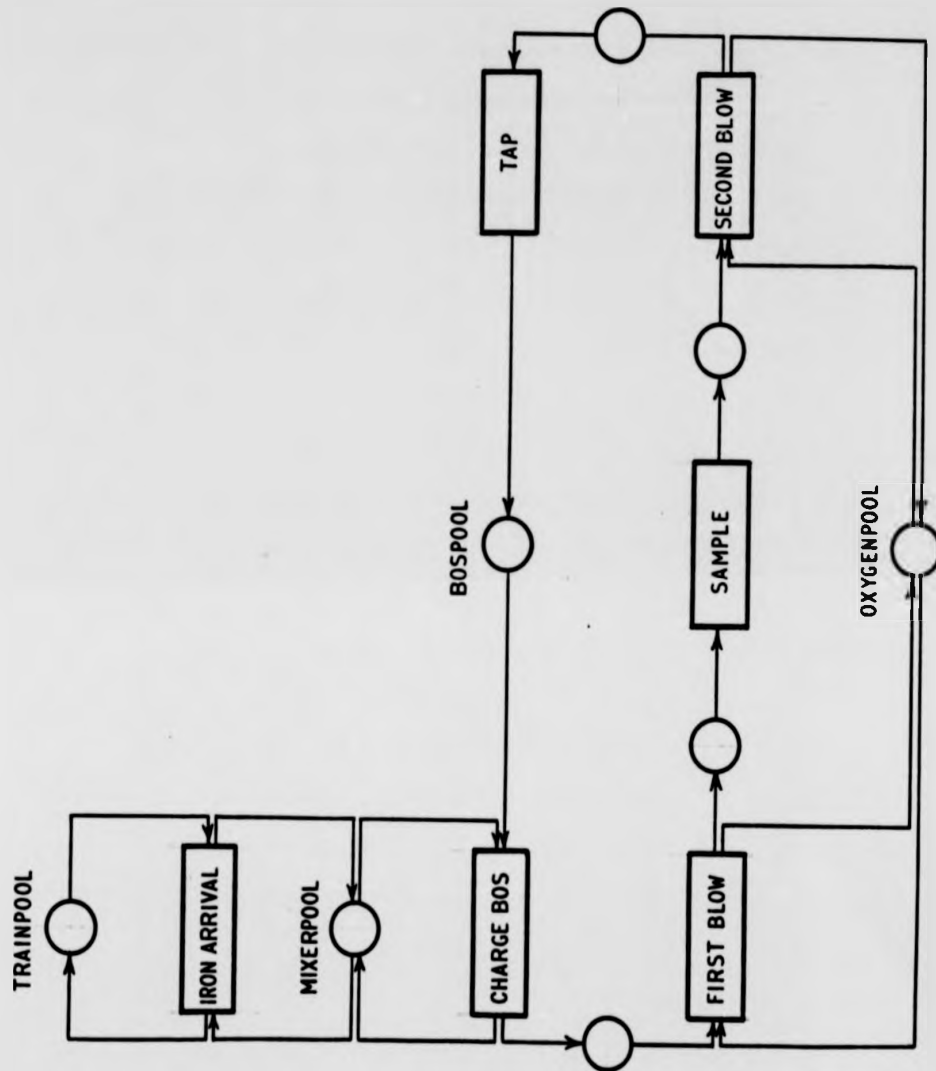 TRAINPOOL
IRON ARRIVAL
MIXERPOOL
BOSPOOL
CHARGE BOS
TAP
FIRST BLOW
SAMPLE
SECOND BLOW
OXYGENPOOL